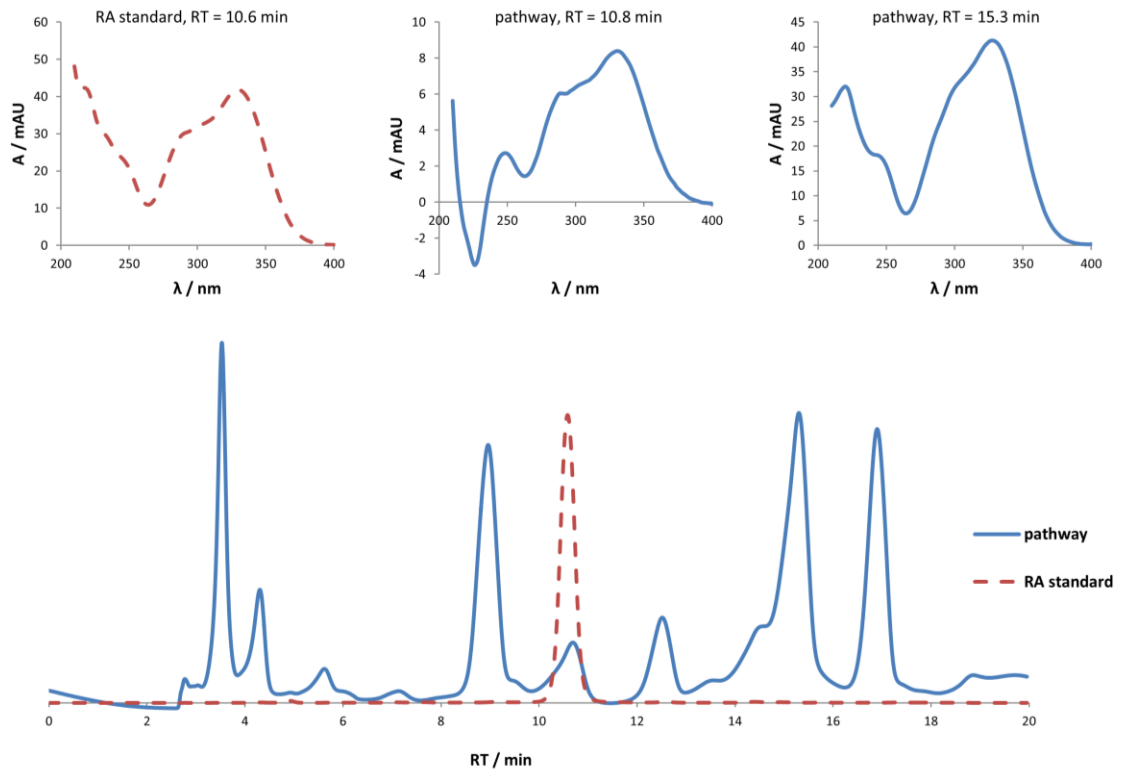 RA standard, RT = 10.6 min
60
50
40
30
20
10
0
A / mAU
200 250 300 350 400
λ / nm
pathway, RT = 10.8 min
10
8
6
4
2
0
-2
-4
A / mAU
200 250 300 350 400
λ / nm
pathway, RT = 15.3 min
45
40
35
30
25
20
15
10
5
0
A / mAU
200 250 300 350 400
λ / nm
pathway
RA standard
0 2 4 6 8 10 12 14 16 18 20
RT / min